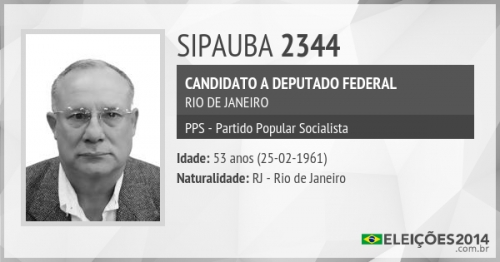 SIPAUBA 2344
CANDIDATO A DEPUTADO FEDERAL
RIO DE JANEIRO
PPS - Partido Popular Socialista
Idade: 53 anos (25-02-1961)
Naturalidade: RJ - Rio de Janeiro
ELEIÇÕES2014
.com.br